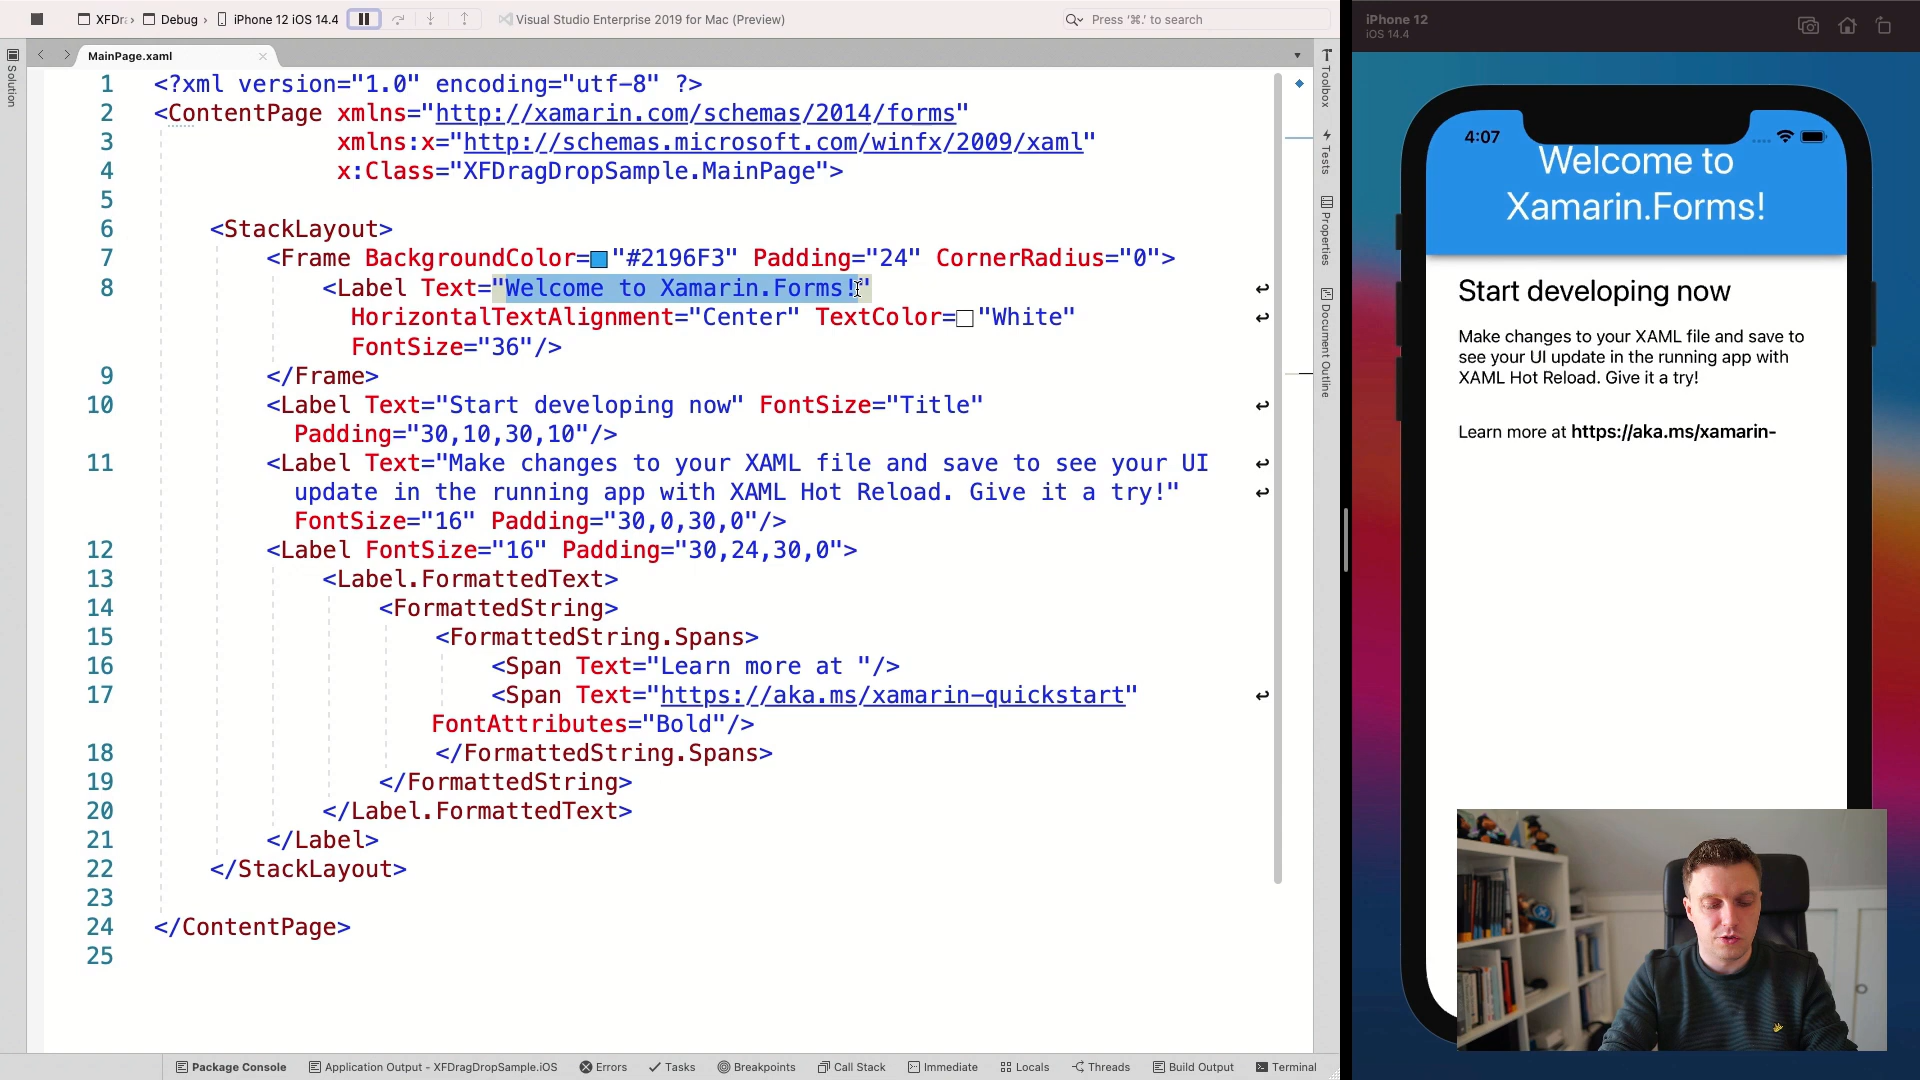 XFDr
Debug
iPhone 12 iOS 14.4
Visual Studio Enterprise 2019 for Mac (Preview)
Press '⌘.' to search
MainPage.xaml
Solution
1 <?xml version="1.0" encoding="utf-8" ?>
2 <ContentPage xmlns="http://xamarin.com/schemas/2014/forms"
3 xmlns:x="http://schemas.microsoft.com/winfx/2009/xaml"
4 x:Class="XFDragDropSample.MainPage">
5
6 <StackLayout>
7 <Frame BackgroundColor="#2196F3" Padding="24" CornerRadius="0">
8 <Label Text="Welcome to Xamarin.Forms!"
HorizontalTextAlignment="Center" TextColor="White"
FontSize="36"/>
9 </Frame>
10 <Label Text="Start developing now" FontSize="Title"
Padding="30,10,30,10"/>
11 <Label Text="Make changes to your XAML file and save to see your UI
update in the running app with XAML Hot Reload. Give it a try!"
FontSize="16" Padding="30,0,30,0"/>
12 <Label FontSize="16" Padding="30,24,30,0">
13 <Label.FormattedText>
14 <FormattedString>
15 <FormattedString.Spans>
16 <Span Text="Learn more at "/>
17 <Span Text="https://aka.ms/xamarin-quickstart"
FontAttributes="Bold"/>
18 </FormattedString.Spans>
19 </FormattedString>
20 </Label.FormattedText>
21 </Label>
22 </StackLayout>
23
24 </ContentPage>
25
Toolbox
Tests
Properties
Document Outline
Package Console
Application Output - XFDragDropSample.iOS
Errors
Tasks
Breakpoints
Call Stack
Immediate
Locals
Threads
Build Output
Terminal
iPhone 12
iOS 14.4
4:07
Welcome to
Xamarin.Forms!
Start developing now
Make changes to your XAML file and save to
see your UI update in the running app with
XAML Hot Reload. Give it a try!
Learn more at https://aka.ms/xamarin-